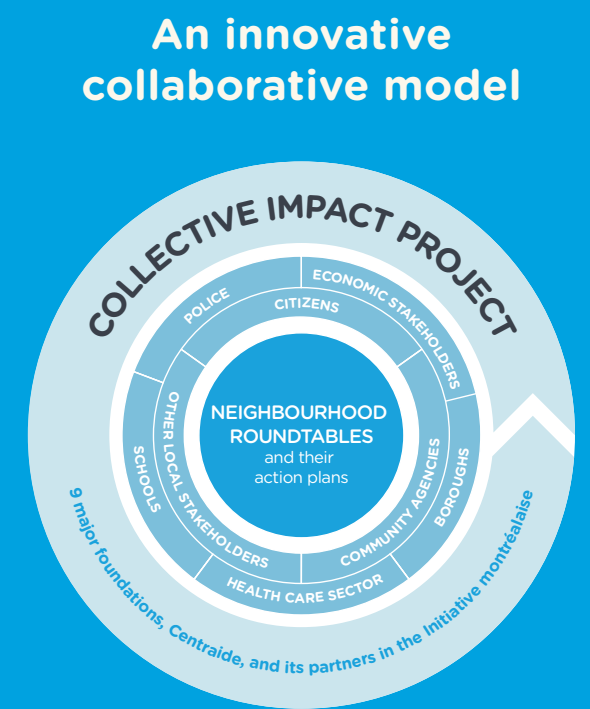 An innovative
collaborative model
COLLECTIVE IMPACT PROJECT
POLICE
ECONOMIC STAKEHOLDERS
CITIZENS
NEIGHBOURHOOD
ROUNDTABLES
and their
action plans
OTHER LOCAL STAKEHOLDERS
COMMUNITY AGENCIES
SCHOOLS
BOROUGHS
HEALTH CARE SECTOR
9 major foundations, Centraide, and its partners in the Initiative montréalaise